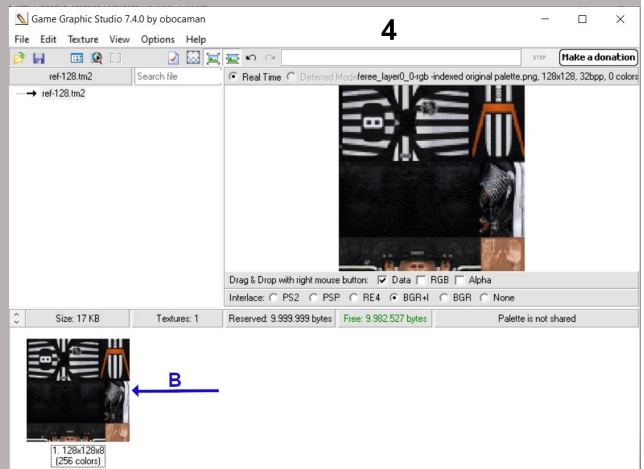 Game Graphic Studio 7.4.0 by obocaman
4
File Edit Texture View Options Help
STOP Make a donation
ref-128.tm2 Search file
Real Time Deferred Mode feree_layer0_0-rgb -indexed original palette.png, 128x128, 32bpp, 0 colors
ref-128.tm2
Drag & Drop with right mouse button: Data RGB Alpha
Interlace: PS2 PSP RE4 BGR+I BGR None
Size: 17 KB Textures: 1 Reserved: 9.999.999 bytes Free: 9.982.527 bytes Palette is not shared
B
1. 128x128x8
(256 colors)